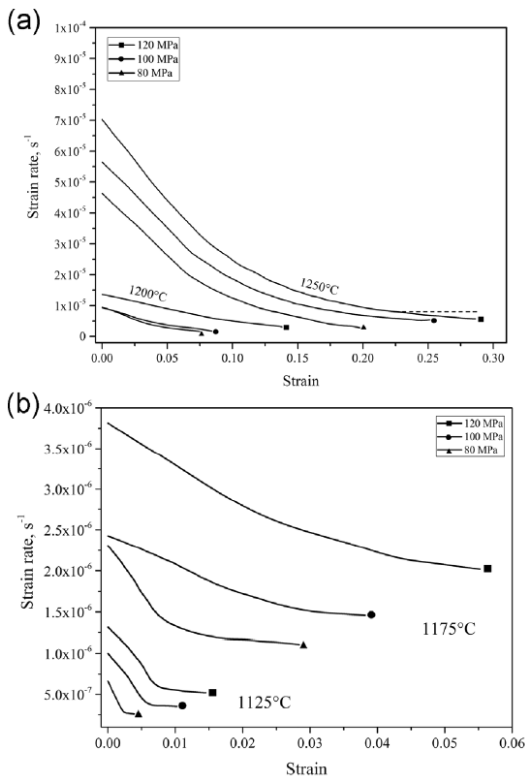 (a)
1x10⁻⁴
9x10⁻⁵
8x10⁻⁵
7x10⁻⁵
6x10⁻⁵
5x10⁻⁵
4x10⁻⁵
3x10⁻⁵
2x10⁻⁵
1x10⁻⁵
0
Strain rate, s⁻¹
120 MPa
100 MPa
80 MPa
1200°C
1250°C
0.00 0.05 0.10 0.15 0.20 0.25 0.30
Strain
(b)
4.0x10⁻⁶
3.5x10⁻⁶
3.0x10⁻⁶
2.5x10⁻⁶
2.0x10⁻⁶
1.5x10⁻⁶
1.0x10⁻⁶
5.0x10⁻⁷
Strain rate, s⁻¹
120 MPa
100 MPa
80 MPa
1175°C
1125°C
0.00 0.01 0.02 0.03 0.04 0.05 0.06
Strain